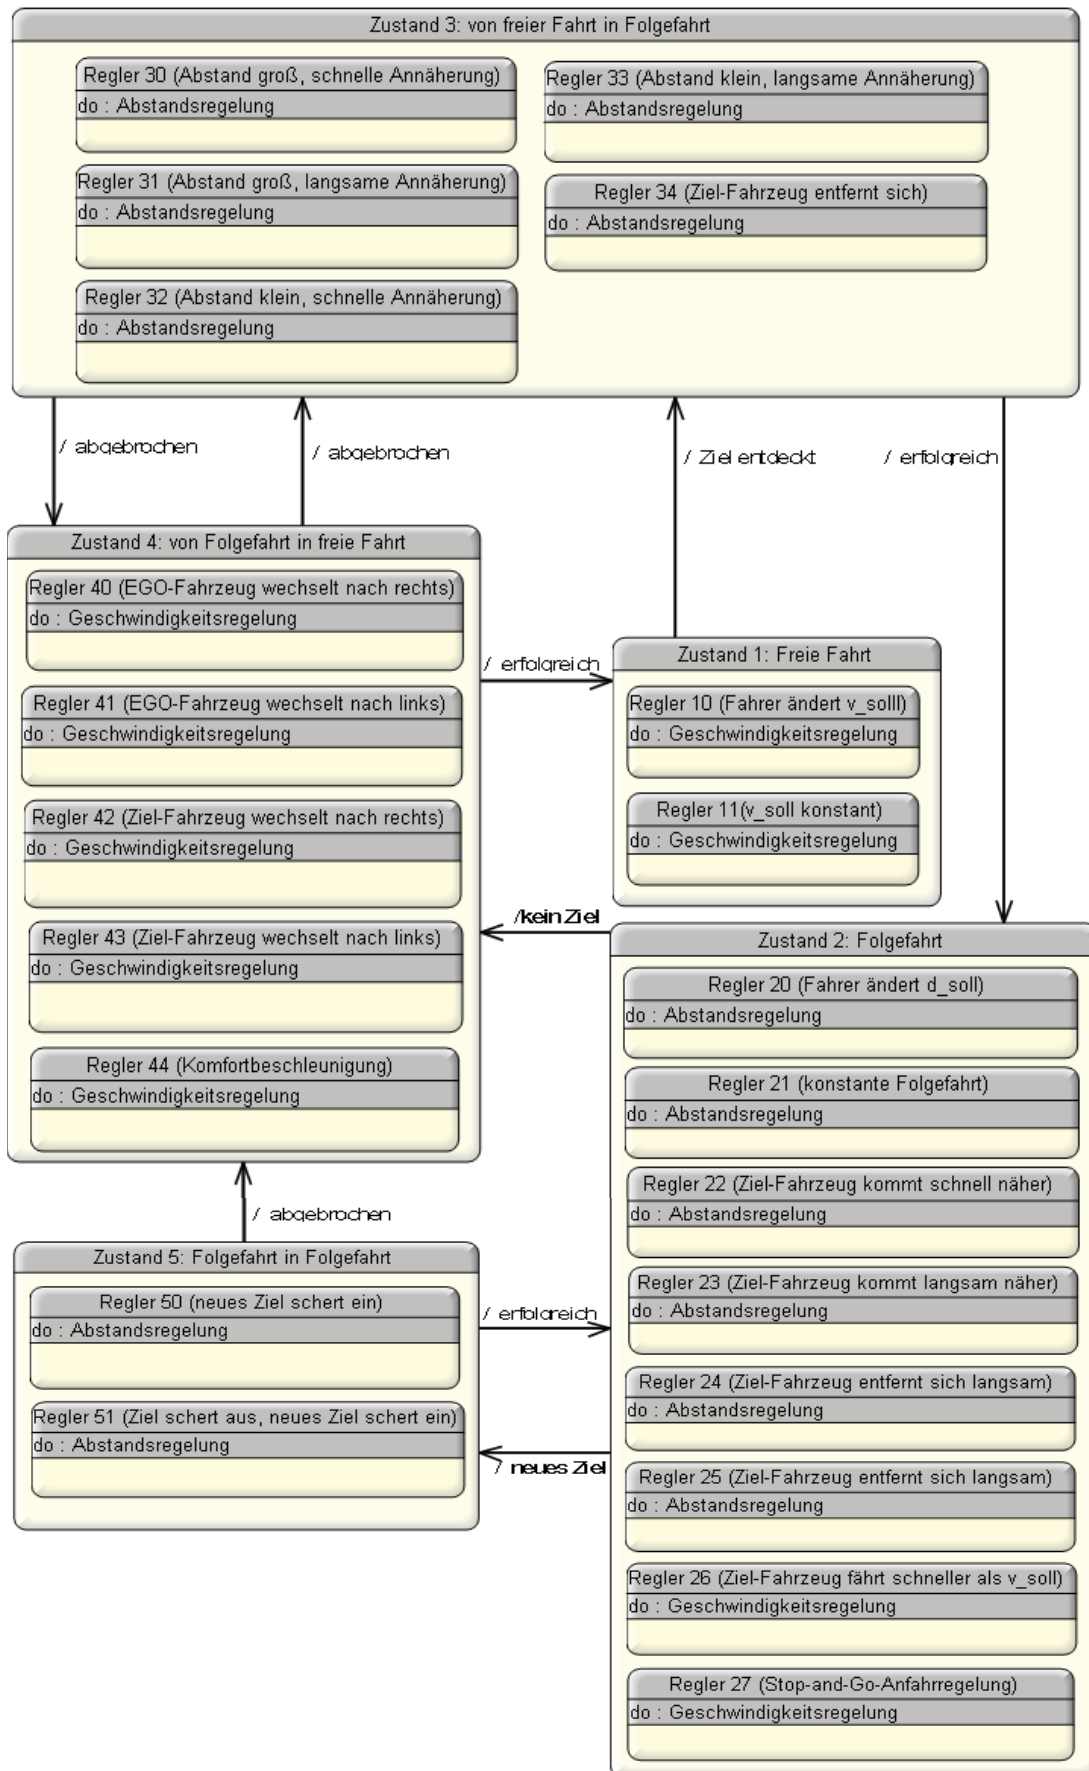 Zustand 3: von freier Fahrt in Folgefahrt
Regler 30 (Abstand groß, schnelle Annäherung)
do : Abstandsregelung
Regler 31 (Abstand groß, langsame Annäherung)
do : Abstandsregelung
Regler 32 (Abstand klein, schnelle Annäherung)
do : Abstandsregelung
Regler 33 (Abstand klein, langsame Annäherung)
do : Abstandsregelung
Regler 34 (Ziel-Fahrzeug entfernt sich)
do : Abstandsregelung
/ abgebrochen
/ abgebrochen
/ Ziel entdeckt
/ erfolgreich
Zustand 4: von Folgefahrt in freie Fahrt
Regler 40 (EGO-Fahrzeug wechselt nach rechts)
do : Geschwindigkeitsregelung
Regler 41 (EGO-Fahrzeug wechselt nach links)
do : Geschwindigkeitsregelung
Regler 42 (Ziel-Fahrzeug wechselt nach rechts)
do : Geschwindigkeitsregelung
Regler 43 (Ziel-Fahrzeug wechselt nach links)
do : Geschwindigkeitsregelung
Regler 44 (Komfortbeschleunigung)
do : Geschwindigkeitsregelung
/ erfolgreich
Zustand 1: Freie Fahrt
Regler 10 (Fahrer ändert v_solll)
do : Geschwindigkeitsregelung
Regler 11(v_soll konstant)
do : Geschwindigkeitsregelung
/kein Ziel
Zustand 2: Folgefahrt
Regler 20 (Fahrer ändert d_soll)
do : Abstandsregelung
Regler 21 (konstante Folgefahrt)
do : Abstandsregelung
Regler 22 (Ziel-Fahrzeug kommt schnell näher)
do : Abstandsregelung
Regler 23 (Ziel-Fahrzeug kommt langsam näher)
do : Abstandsregelung
Regler 24 (Ziel-Fahrzeug entfernt sich langsam)
do : Abstandsregelung
Regler 25 (Ziel-Fahrzeug entfernt sich langsam)
do : Abstandsregelung
Regler 26 (Ziel-Fahrzeug fährt schneller als v_soll)
do : Geschwindigkeitsregelung
Regler 27 (Stop-and-Go-Anfahrregelung)
do : Geschwindigkeitsregelung
/ abgebrochen
Zustand 5: Folgefahrt in Folgefahrt
Regler 50 (neues Ziel schert ein)
do : Abstandsregelung
Regler 51 (Ziel schert aus, neues Ziel schert ein)
do : Abstandsregelung
/ erfolgreich
/ neues Ziel